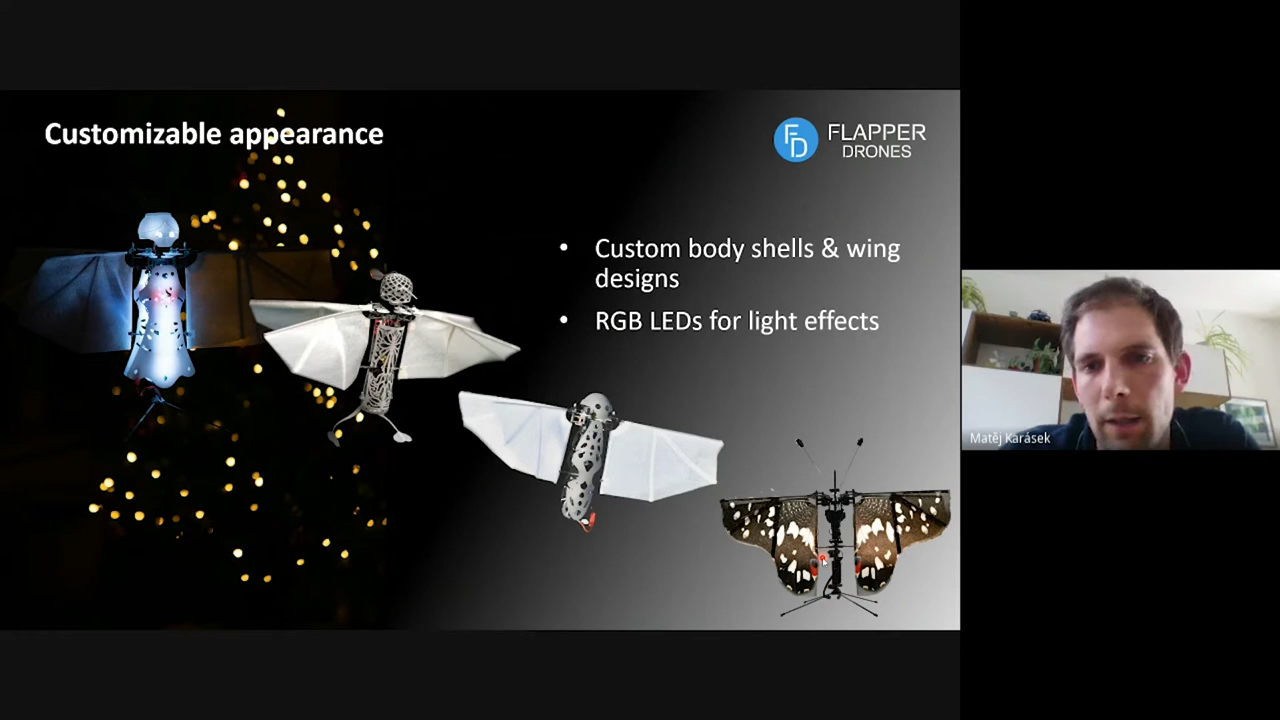 Customizable appearance
FD
FLAPPER
DRONES
• Custom body shells & wing
designs
• RGB LEDs for light effects
Matěj Karásek